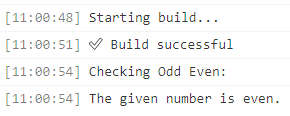 [11:00:48] Starting build...
[11:00:51] ✅ Build successful
[11:00:54] Checking Odd Even:
[11:00:54] The given number is even.